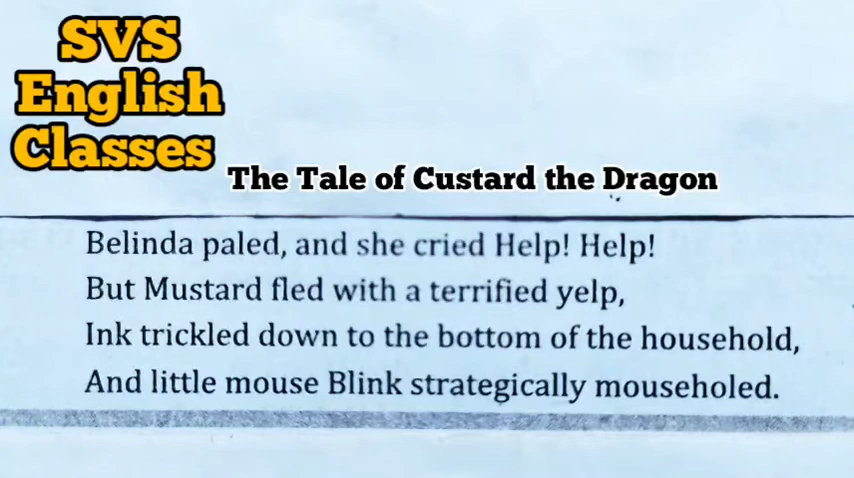 SVS
English
Classes
The Tale of Custard the Dragon
Belinda paled, and she cried Help! Help!
But Mustard fled with a terrified yelp,
Ink trickled down to the bottom of the household,
And little mouse Blink strategically mouseholed.